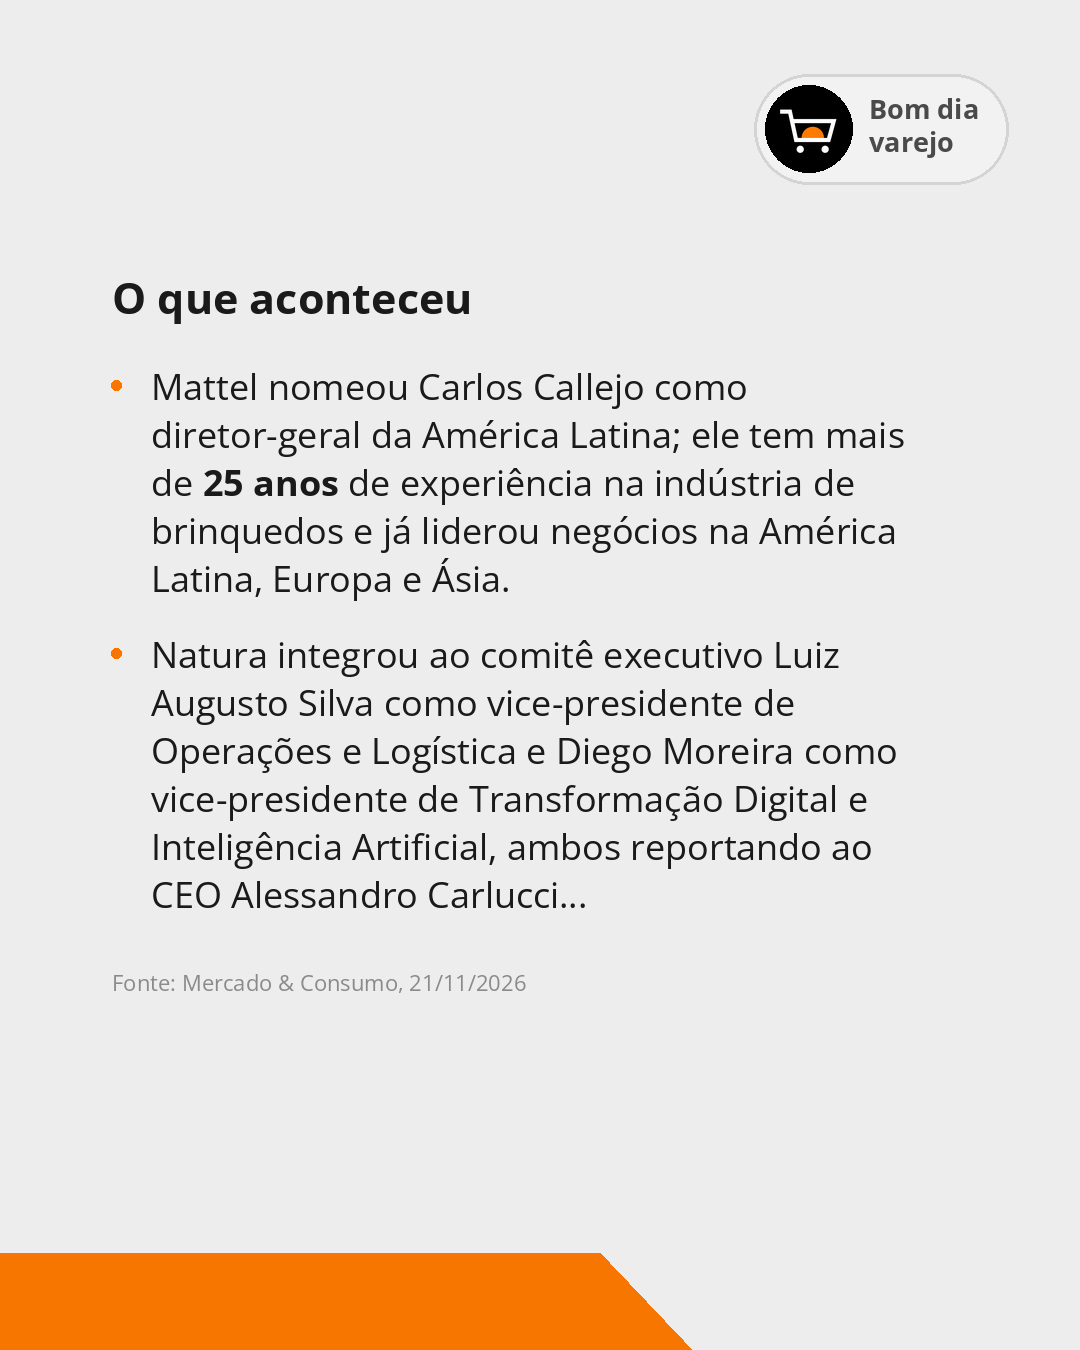 Bom dia
varejo
O que aconteceu
• Mattel nomeou Carlos Callejo como
diretor-geral da América Latina; ele tem mais
de 25 anos de experiência na indústria de
brinquedos e já liderou negócios na América
Latina, Europa e Ásia.
• Natura integrou ao comitê executivo Luiz
Augusto Silva como vice-presidente de
Operações e Logística e Diego Moreira como
vice-presidente de Transformação Digital e
Inteligência Artificial, ambos reportando ao
CEO Alessandro Carlucci...
Fonte: Mercado & Consumo, 21/11/2026